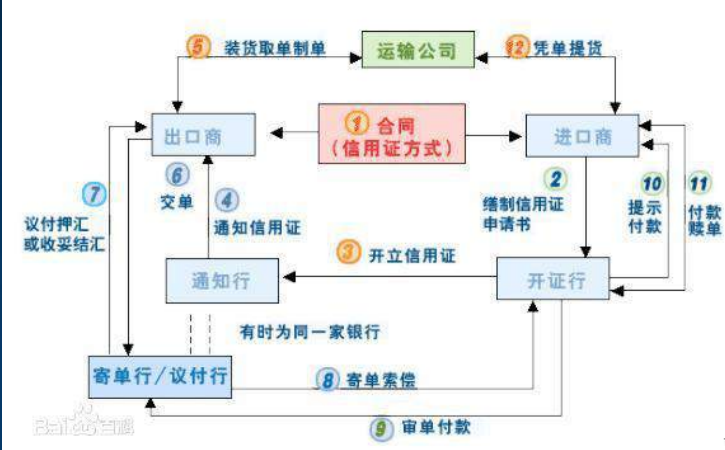 ⑤ 装货取单制单
运输公司
⑫ 凭单提货
出口商
① 合同
(信用证方式)
进口商
⑥
交单
④
通知信用证
②
缮制信用证
申请书
⑩
提示
付款
⑪
付款
赎单
⑦
议付押汇
或收妥结汇
③ 开立信用证
通知行
开证行
有时为同一家银行
寄单行/议付行
⑧ 寄单索偿
⑨ 审单付款
Baidu百科